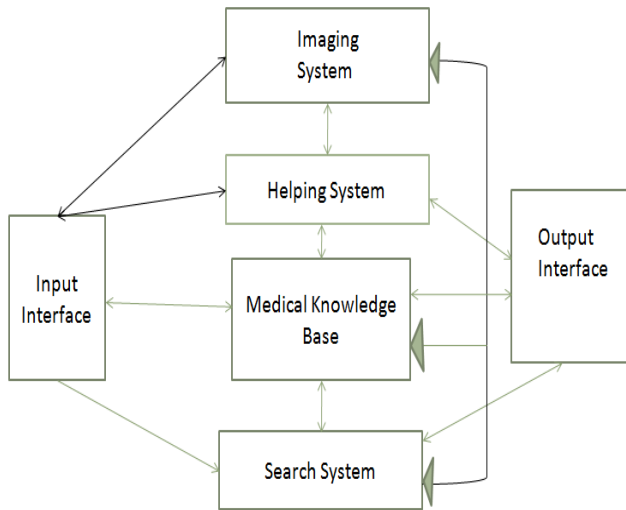 Imaging
System
Helping System
Input
Interface
Medical Knowledge
Base
Output
Interface
Search System